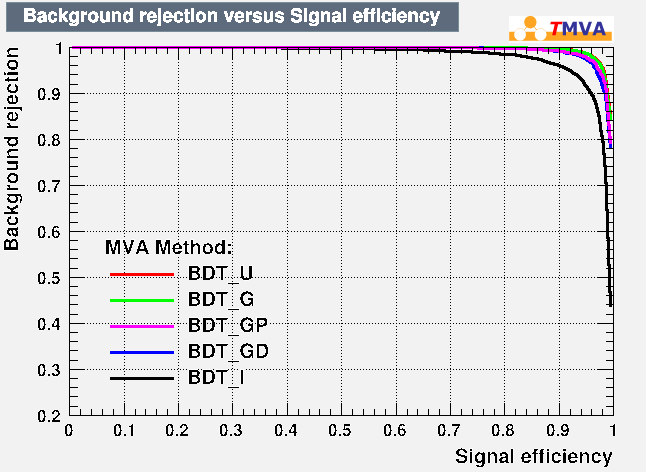 Background rejection versus Signal efficiency
TMVA
Background rejection
1
0.9
0.8
0.7
0.6
0.5
0.4
0.3
0.2
MVA Method:
BDT_U
BDT_G
BDT_GP
BDT_GD
BDT_I
0 0.1 0.2 0.3 0.4 0.5 0.6 0.7 0.8 0.9 1
Signal efficiency